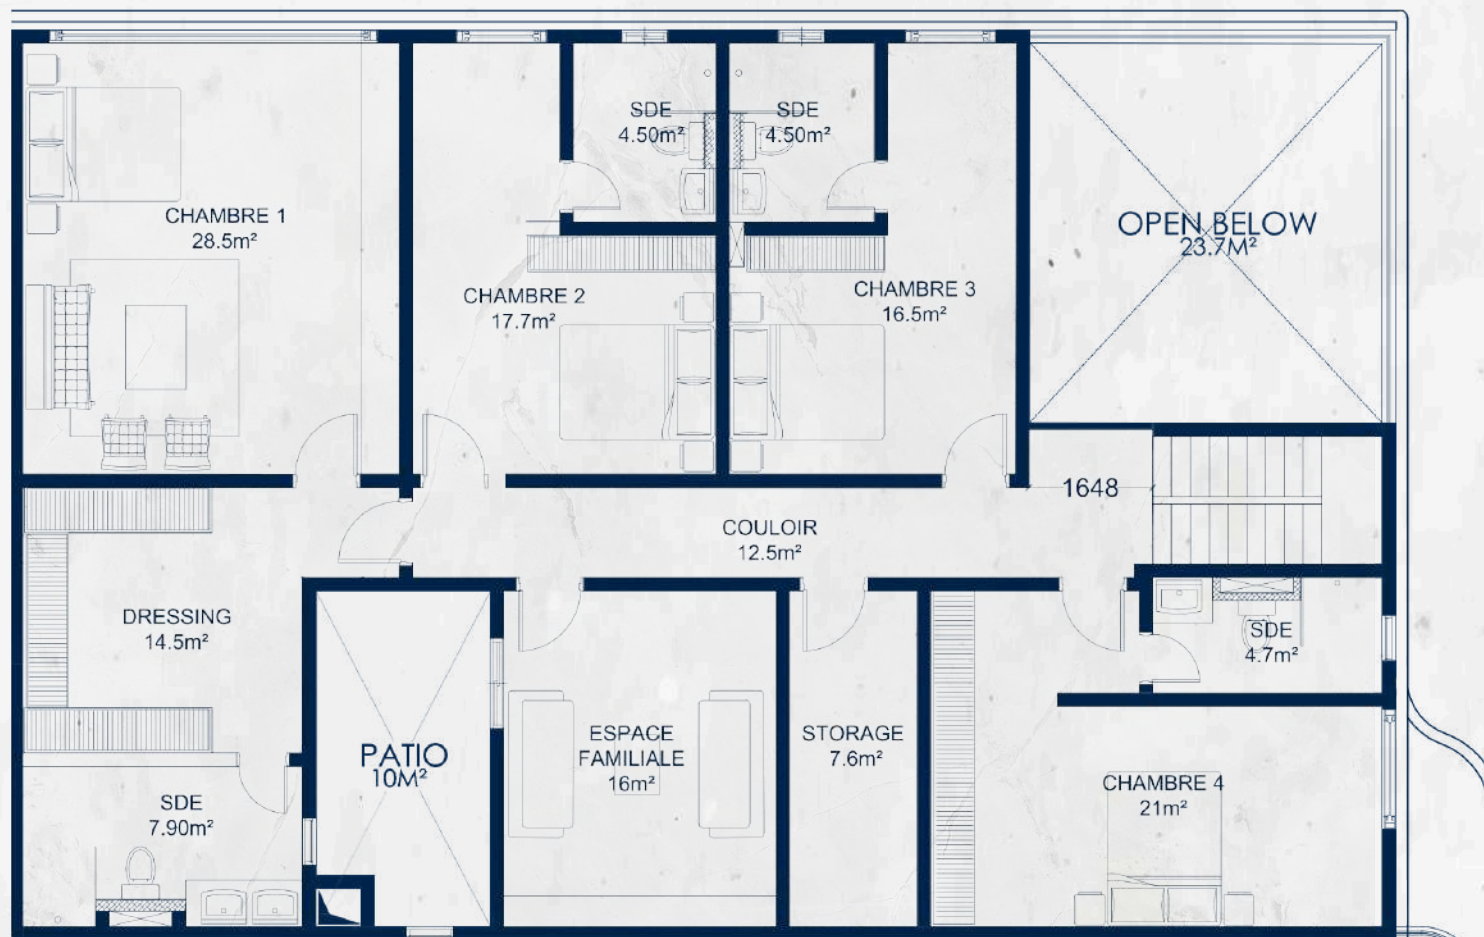 SDE
4.50m²
SDE
4.50m²
CHAMBRE 1
28.5m²
OPEN BELOW
23.7M²
CHAMBRE 2
17.7m²
CHAMBRE 3
16.5m²
1648
COULOIR
12.5m²
DRESSING
14.5m²
SDE
4.7m²
PATIO
10M²
ESPACE
FAMILIALE
16m²
STORAGE
7.6m²
CHAMBRE 4
21m²
SDE
7.90m²